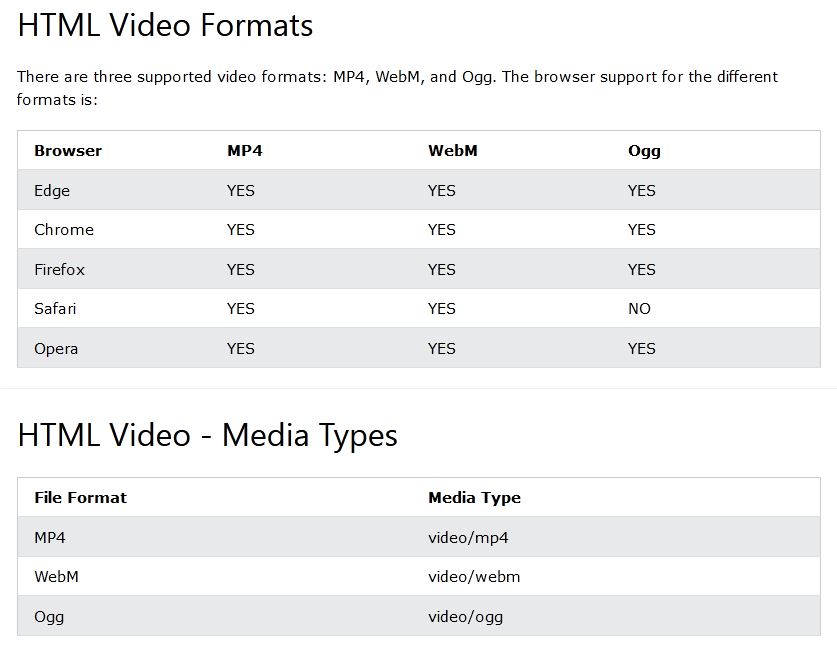 HTML Video Formats
There are three supported video formats: MP4, WebM, and Ogg. The browser support for the different
formats is:
Browser MP4 WebM Ogg
Edge YES YES YES
Chrome YES YES YES
Firefox YES YES YES
Safari YES YES NO
Opera YES YES YES
HTML Video - Media Types
File Format Media Type
MP4 video/mp4
WebM video/webm
Ogg video/ogg